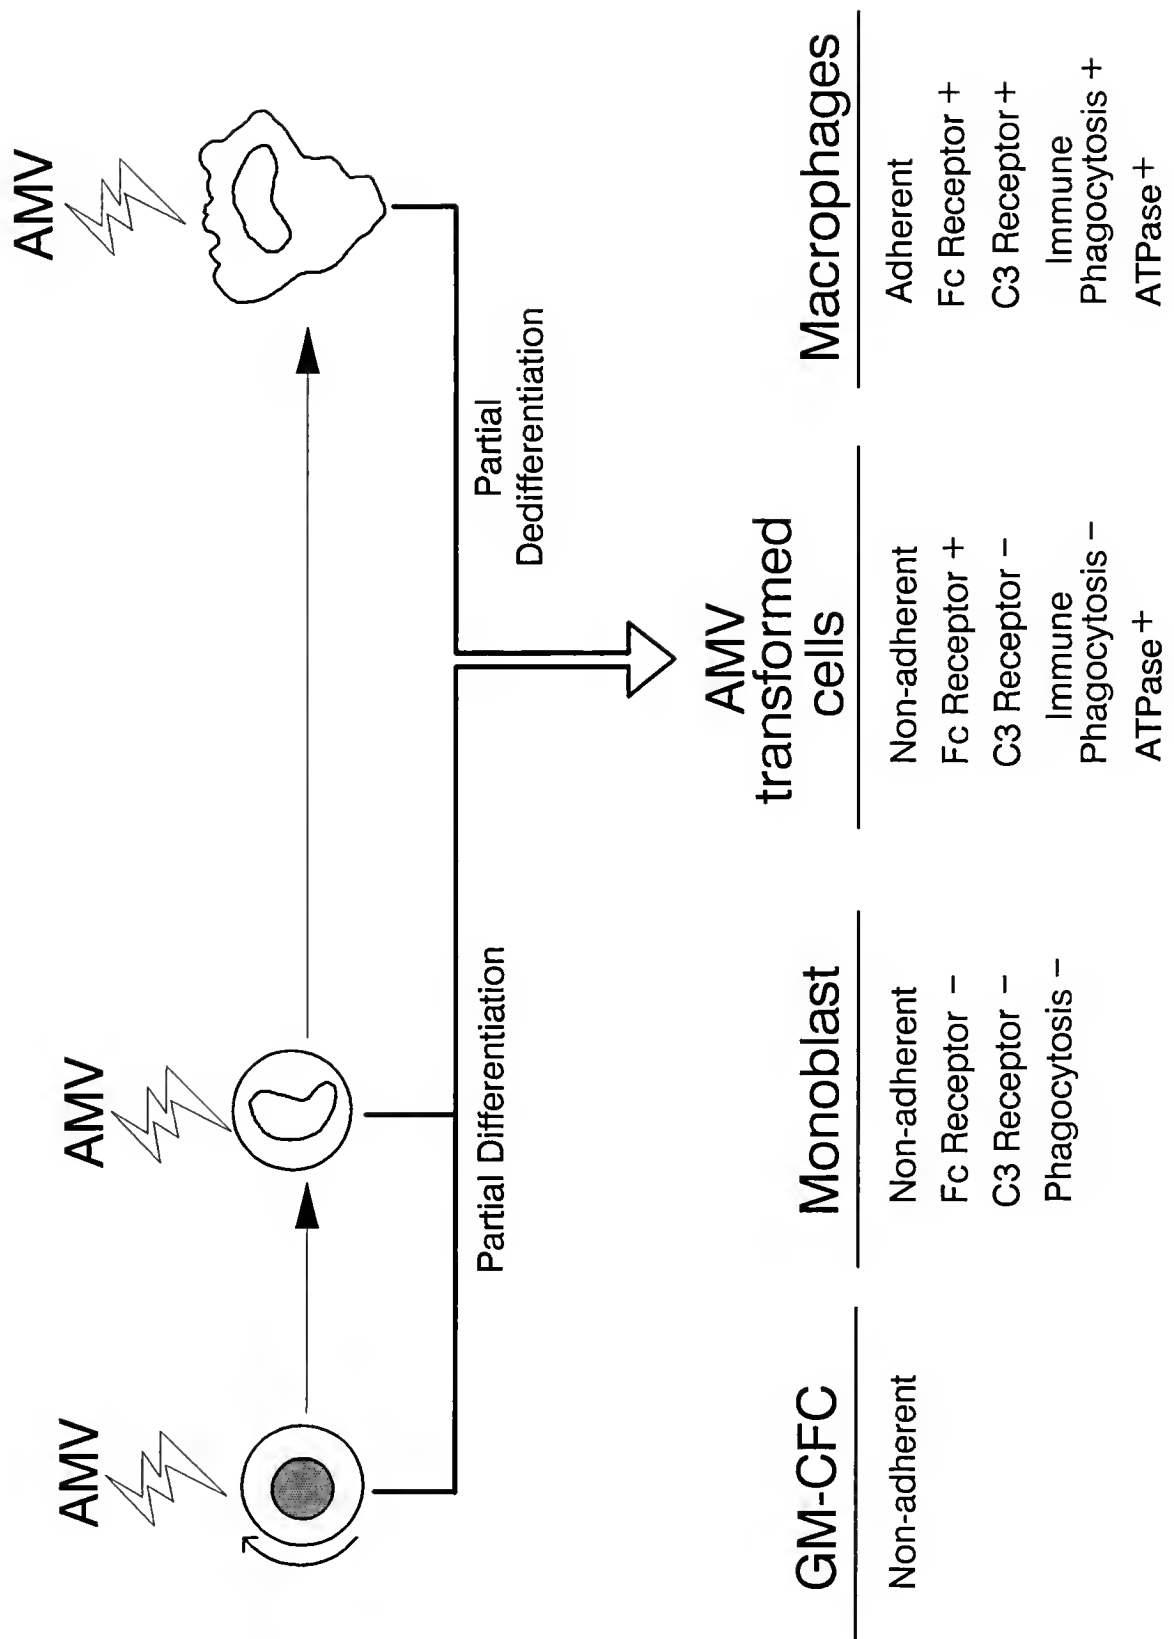 AMV
AMV
AMV
Partial Differentiation
Partial
Dedifferentiation
GM-CFC
Non-adherent
Monoblast
Non-adherent
Fc Receptor −
C3 Receptor −
Phagocytosis −
AMV
transformed
cells
Non-adherent
Fc Receptor +
C3 Receptor −
Immune
Phagocytosis −
ATPase +
Macrophages
Adherent
Fc Receptor +
C3 Receptor +
Immune
Phagocytosis +
ATPase +